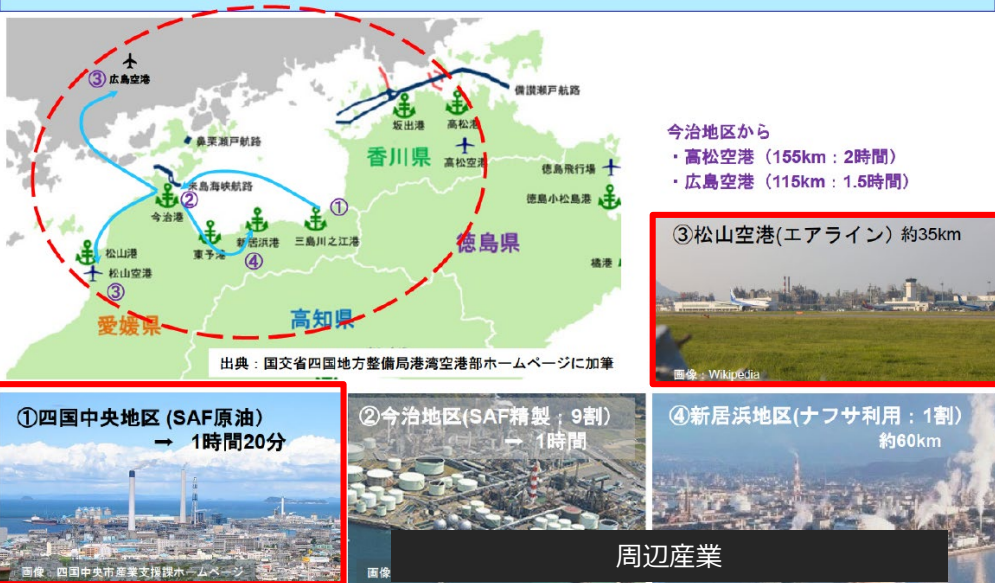 ③広島空港
備讃瀬戸航路
坂出港
高松港
鼻栗瀬戸航路
香川県
高松空港
徳島飛行場
来島海峡航路
②
今治港
①
徳島小松島港
東予港
新居浜港
三島川之江港
④
徳島県
橘港
松山港
松山空港
③
愛媛県
高知県
出典：国交省四国地方整備局港湾空港部ホームページに加筆
今治地区から
・高松空港（155km：2時間）
・広島空港（115km：1.5時間）
③松山空港(エアライン）約35km
画像：Wikipedia
①四国中央地区 (SAF原油)
→ 1時間20分
画像：四国中央市産業支援課ホームページ
②今治地区(SAF精製：9割)
→ 1時間
画像
④新居浜地区(ナフサ利用：1割)
約60km
周辺産業